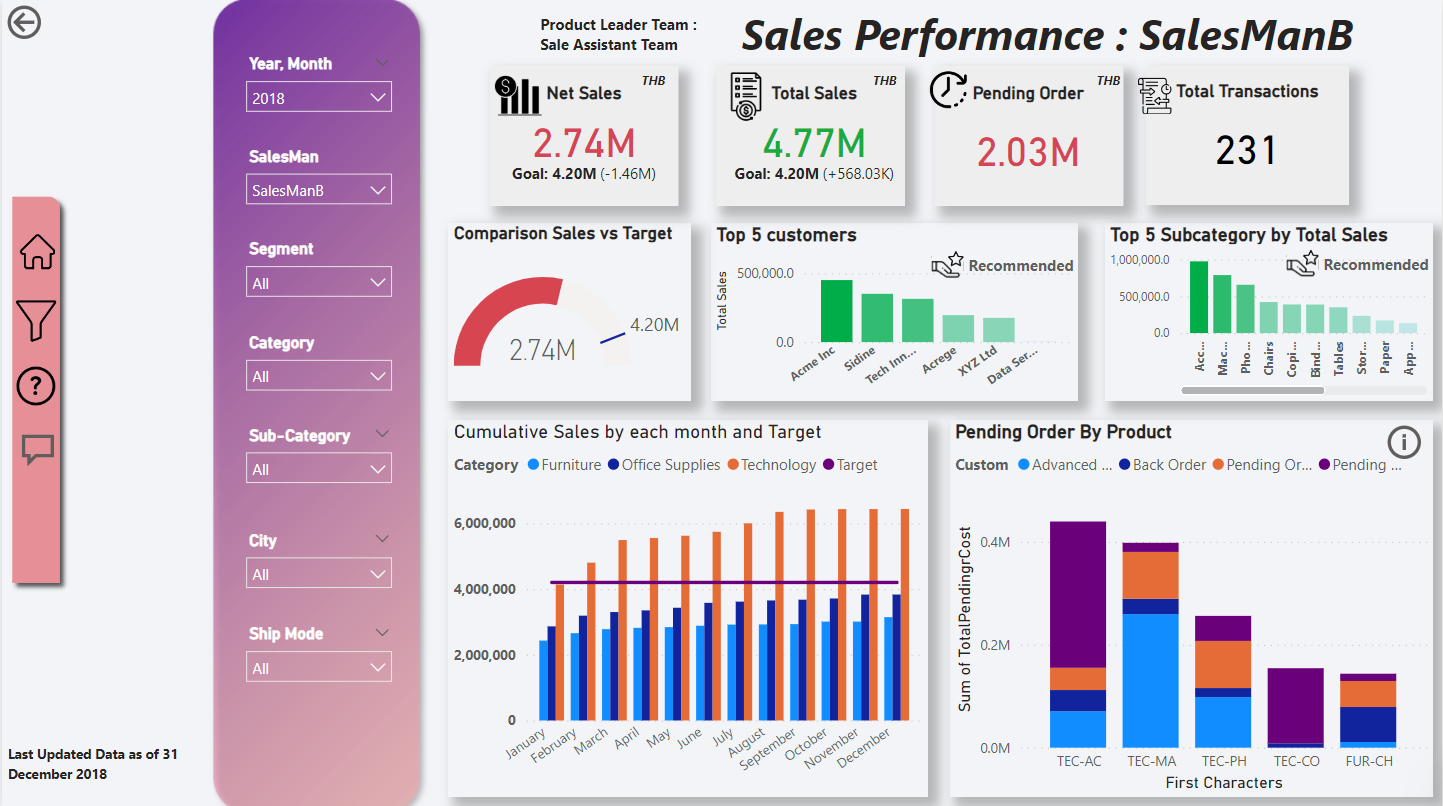 Product Leader Team :
Sale Assistant Team
Sales Performance : SalesManB
Year, Month
2018
SalesMan
SalesManB
Segment
All
Category
All
Sub-Category
All
City
All
Ship Mode
All
Last Updated Data as of 31
December 2018
Net Sales
THB
2.74M
Goal: 4.20M (-1.46M)
Total Sales
THB
4.77M
Goal: 4.20M (+568.03K)
Pending Order
THB
2.03M
Total Transactions
231
Comparison Sales vs Target
4.20M
2.74M
Top 5 customers
Recommended
Total Sales
500,000.0
0.0
Acme Inc
Sidine
Tech Inn...
Acrege
XYZ Ltd
Data Ser...
Top 5 Subcategory by Total Sales
Recommended
1,000,000.0
500,000.0
0.0
Acc...
Mac...
Pho...
Chairs
Copi...
Bind...
Tables
Stor...
Paper
App...
Cumulative Sales by each month and Target
Category Furniture Office Supplies Technology Target
6,000,000
4,000,000
2,000,000
0
January
February
March
April
May
June
July
August
September
October
November
December
Pending Order By Product
Custom Advanced ... Back Order Pending Or... Pending ...
Sum of TotalPendingrCost
0.4M
0.2M
0.0M
TEC-AC
TEC-MA
TEC-PH
TEC-CO
FUR-CH
First Characters